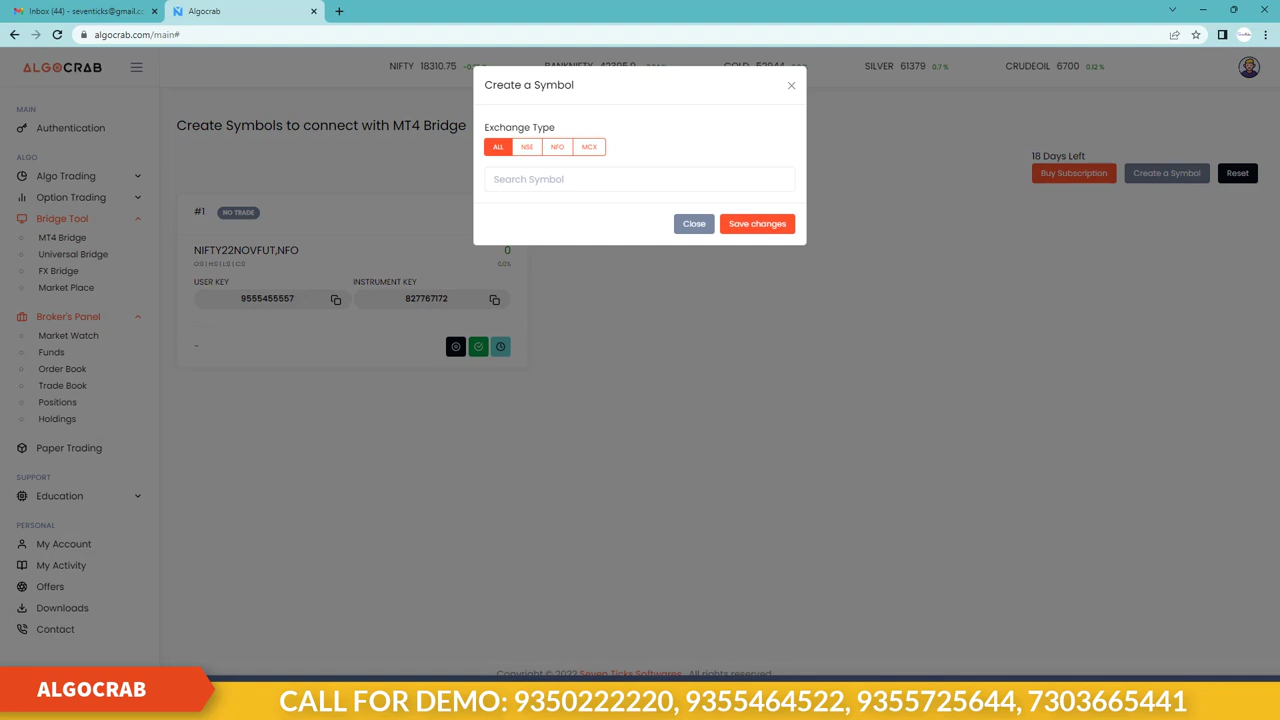 Inbox (44) - seventicks@gmail.c
Algocrab
algocrab.com/main#
ALGOCRAB
NIFTY 18310.75
BANKNIFTY 42395.9
GOLD 52944
SILVER 61379 0.7 %
CRUDEOIL 6700 0.12 %
MAIN
Authentication
ALGO
Algo Trading
Option Trading
Bridge Tool
MT4 Bridge
Universal Bridge
FX Bridge
Market Place
Broker's Panel
Market Watch
Funds
Order Book
Trade Book
Positions
Holdings
Paper Trading
SUPPORT
Education
PERSONAL
My Account
My Activity
Offers
Downloads
Contact
Create Symbols to connect with MT4 Bridge
18 Days Left
Buy Subscription
Create a Symbol
Reset
#1 NO TRADE
NIFTY22NOVFUT,NFO 0
O:0 | H:0 | L:0 | C:0 0.0%
USER KEY INSTRUMENT KEY
9555455557 827767172
-
Create a Symbol
Exchange Type
ALL NSE NFO MCX
Search Symbol
Close Save changes
Copyright © 2022 Seven Ticks Softwares. All rights reserved.
ALGOCRAB
CALL FOR DEMO: 9350222220, 9355464522, 9355725644, 7303665441